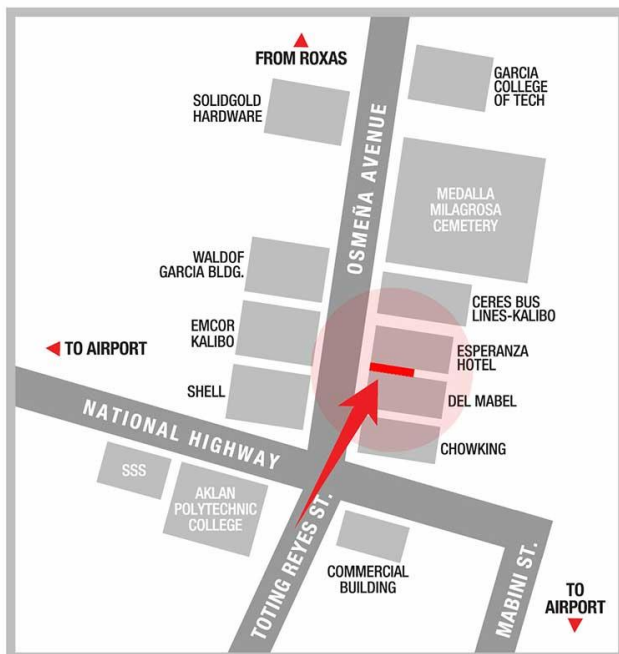 FROM ROXAS
GARCIA
COLLEGE
OF TECH
SOLIDGOLD
HARDWARE
OSMEÑA AVENUE
MEDALLA
MILAGROSA
CEMETERY
WALDOF
GARCIA BLDG.
CERES BUS
LINES-KALIBO
EMCOR
KALIBO
TO AIRPORT
ESPERANZA
HOTEL
SHELL
DEL MABEL
NATIONAL HIGHWAY
CHOWKING
SSS
AKLAN
POLYTECHNIC
COLLEGE
TOTING REYES ST.
COMMERCIAL
BUILDING
MABINI ST.
TO
AIRPORT